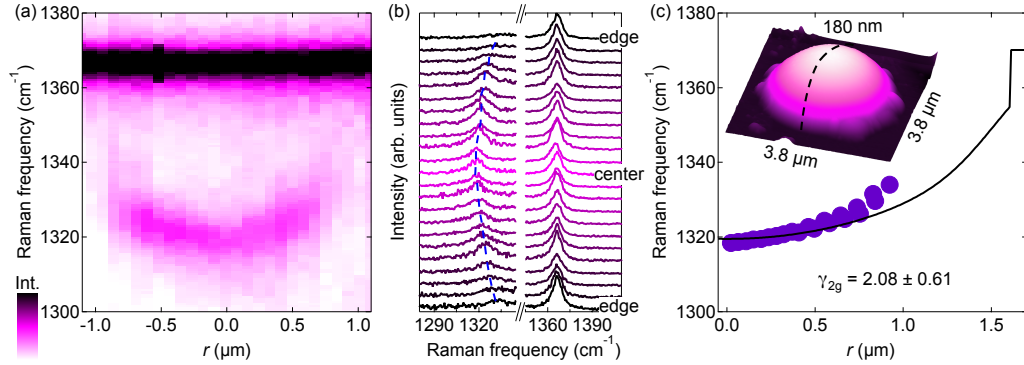 (a)
1380
1360
1340
1320
1300
Raman frequency (cm-1)
Int.
-1.0
-0.5
0.0
0.5
1.0
r (µm)
(b)
1290
1320
1360
1390
Intensity (arb. units)
edge
center
edge
Raman frequency (cm-1)
(c)
1380
1360
1340
1320
1300
Raman frequency (cm-1)
180 nm
3.8 µm
3.8 µm
γ2g = 2.08 ± 0.61
0.0
0.5
1.0
1.5
r (µm)